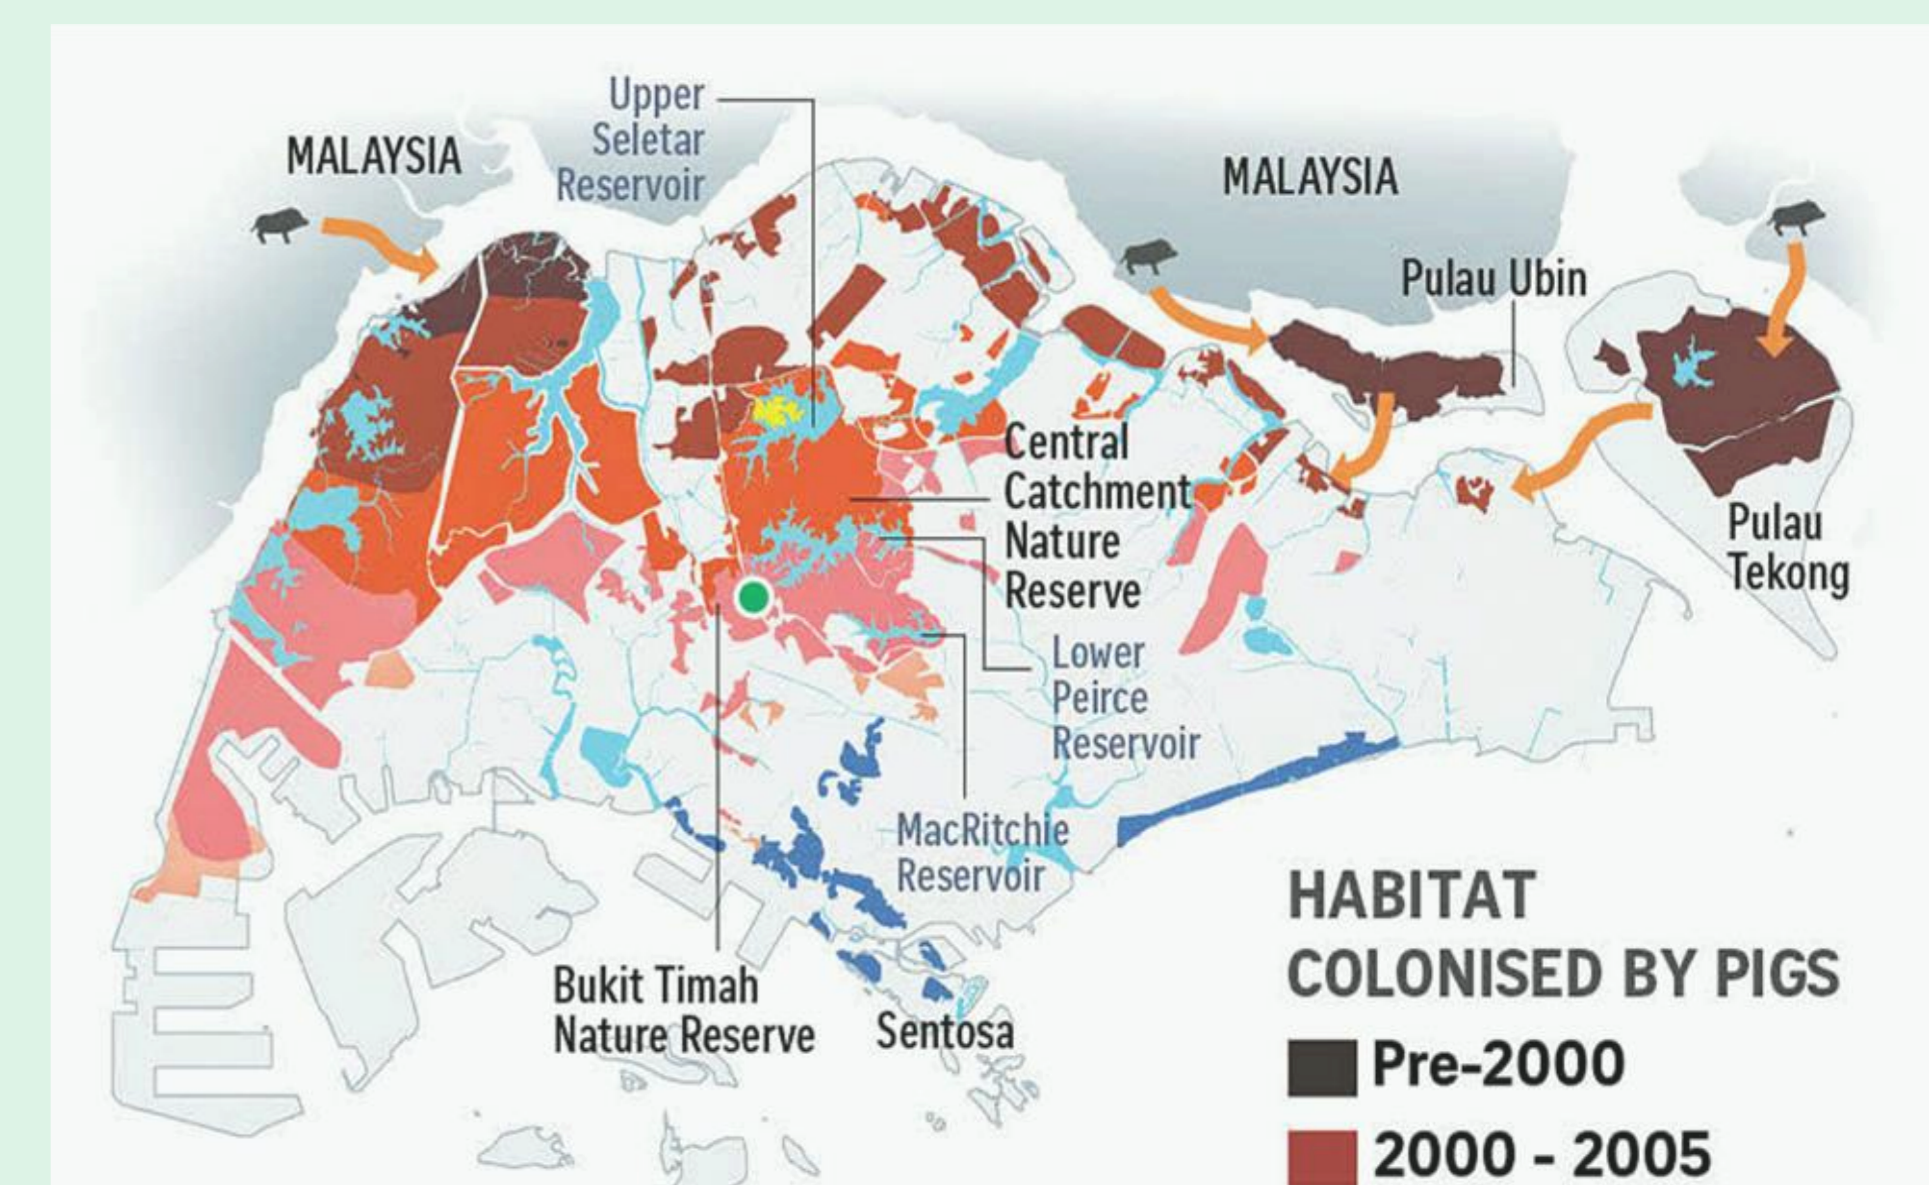 Upper
Seletar
Reservoir
MALAYSIA
MALAYSIA
Pulau Ubin
Central
Catchment
Nature
Reserve
Pulau
Tekong
Lower
Peirce
Reservoir
MacRitchie
Reservoir
Bukit Timah
Nature Reserve
Sentosa
HABITAT
COLONISED BY PIGS
Pre-2000
2000 - 2005